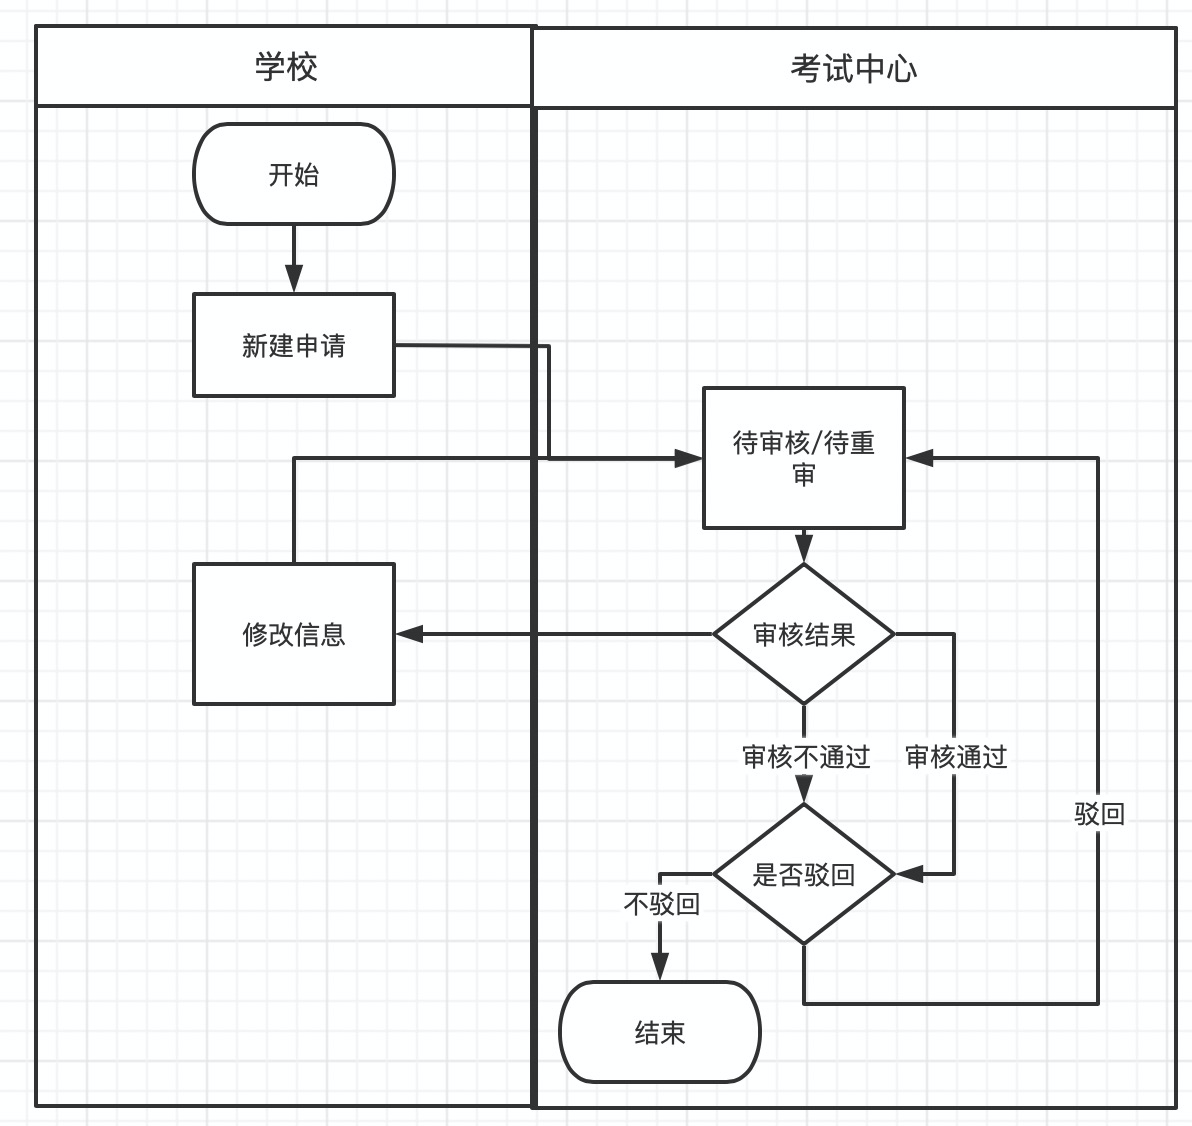 学校
考试中心
开始
新建申请
待审核/待重
审
修改信息
审核结果
审核不通过
审核通过
驳回
是否驳回
不驳回
结束